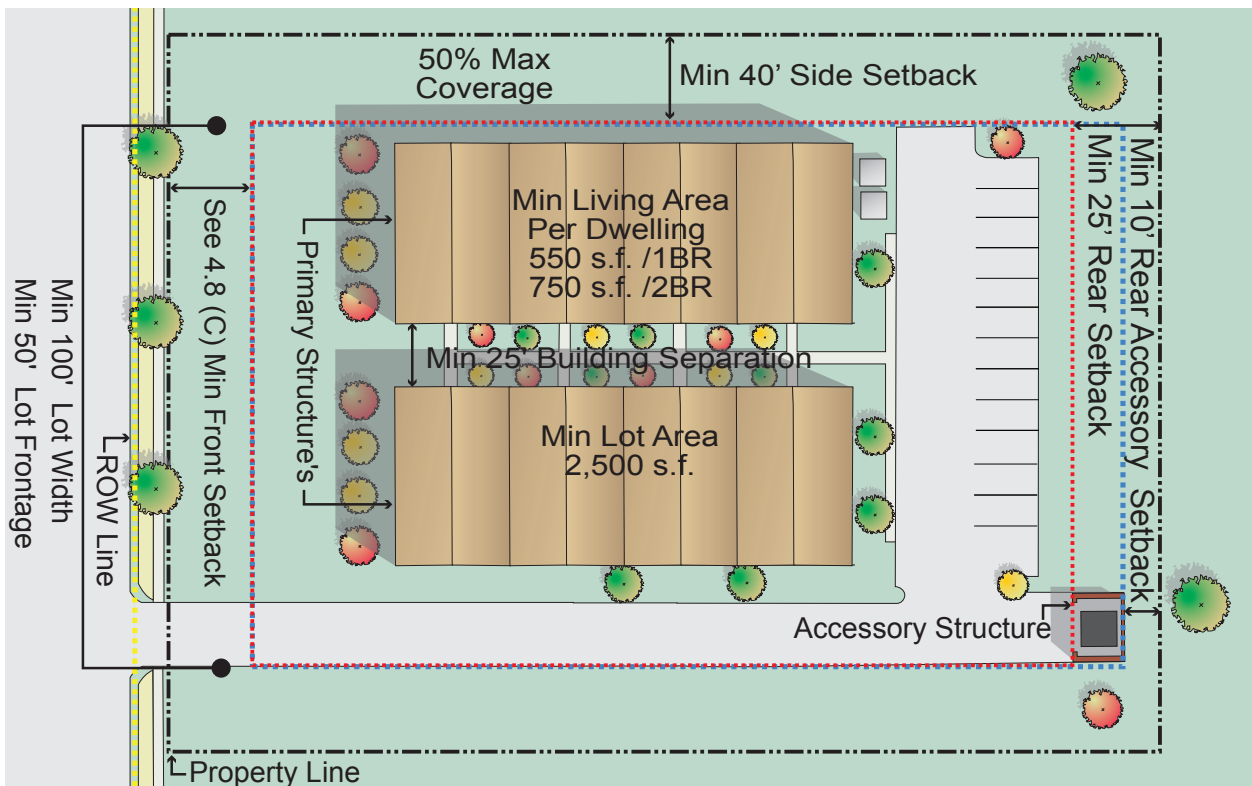 50% Max
Coverage
Min 40’ Side Setback
Min Living Area
Per Dwelling
550 s.f. /1BR
750 s.f. /2BR
Min 25’ Building Separation
Min Lot Area
2,500 s.f.
Primary Structure's
See 4.8 (C) Min Front Setback
ROW Line
Min 100’ Lot Width
Min 50’ Lot Frontage
Min 10’ Rear Accessory Setback
Min 25’ Rear Setback
Accessory Structure
Property Line